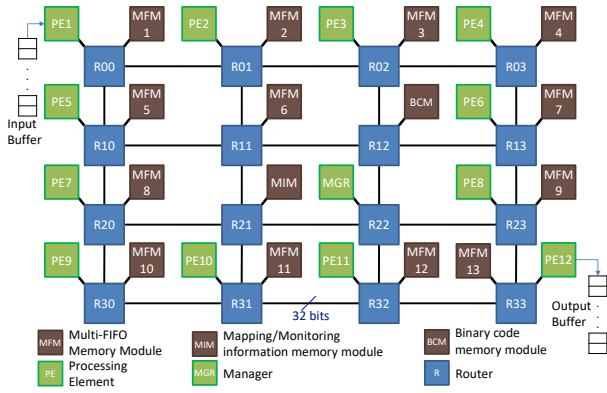 PE1
MFM
1
PE2
MFM
2
PE3
MFM
3
PE4
MFM
4
R00
R01
R02
R03
Input
Buffer
PE5
MFM
5
MFM
6
BCM
PE6
MFM
7
R10
R11
R12
R13
PE7
MFM
8
MIM
MGR
PE8
MFM
9
R20
R21
R22
R23
PE9
MFM
10
PE10
MFM
11
PE11
MFM
12
MFM
13
PE12
R30
R31
R32
R33
32 bits
Output
Buffer
MFM
Multi-FIFO
Memory Module
MIM
Mapping/Monitoring
information memory module
BCM
Binary code
memory module
PE
Processing
Element
MGR
Manager
R
Router